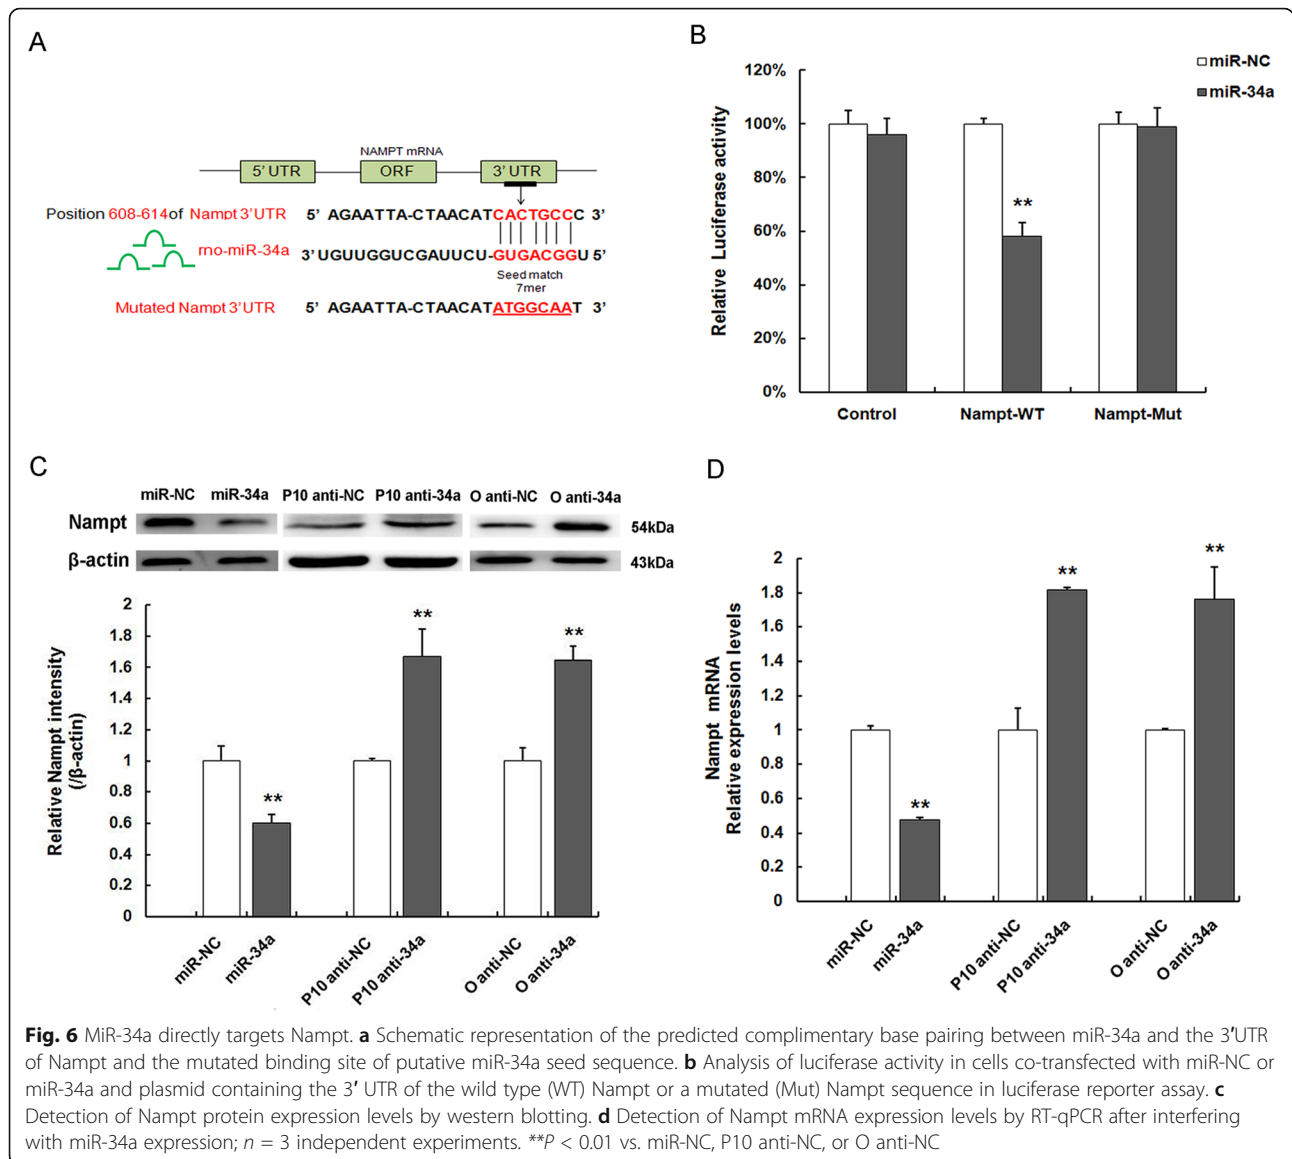 A
NAMPT mRNA
5' UTR
ORF
3' UTR
Position 608-614of Nampt 3'UTR
5' AGAATTA-CTAACATCACTGCCC 3'
rno-miR-34a
3'UGUUGGUCGAUUCU-GUGACGGU5'
Seed match
7mer
Mutated Nampt 3'UTR
5' AGAATTA-CTAACATATGGCAAT 3'
B
miR-NC
miR-34a
Relative Luciferase activity
120%
100%
80%
60%
40%
20%
0%
**
Control
Nampt-WT
Nampt-Mut
C
miR-NC
miR-34a
P10 anti-NC
P10 anti-34a
O anti-NC
O anti-34a
Nampt
54kDa
β-actin
43kDa
Relative Nampt intensity
(/β-actin)
2
1.8
1.6
1.4
1.2
1
0.8
0.6
0.4
0.2
0
**
**
**
miR-NC
miR-34a
P10 anti-NC
P10 anti-34a
O anti-NC
O anti-34a
D
Nampt mRNA
Relative expression levels
2
1.8
1.6
1.4
1.2
1
0.8
0.6
0.4
0.2
0
**
**
**
miR-NC
miR-34a
P10 anti-NC
P10 anti-34a
O anti-NC
O anti-34a
Fig. 6 MiR-34a directly targets Nampt. a Schematic representation of the predicted complimentary base pairing between miR-34a and the 3′UTR
of Nampt and the mutated binding site of putative miR-34a seed sequence. b Analysis of luciferase activity in cells co-transfected with miR-NC or
miR-34a and plasmid containing the 3′ UTR of the wild type (WT) Nampt or a mutated (Mut) Nampt sequence in luciferase reporter assay. c
Detection of Nampt protein expression levels by western blotting. d Detection of Nampt mRNA expression levels by RT-qPCR after interfering
with miR-34a expression; n = 3 independent experiments. **P < 0.01 vs. miR-NC, P10 anti-NC, or O anti-NC